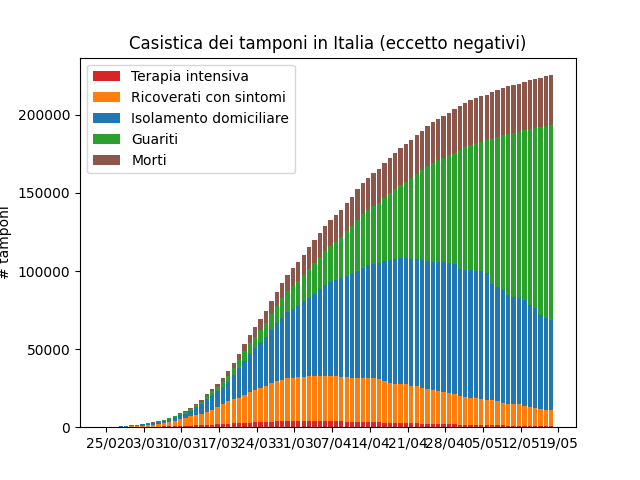 Casistica dei tamponi in Italia (eccetto negativi)
Terapia intensiva
Ricoverati con sintomi
Isolamento domiciliare
Guariti
Morti
200000
150000
100000
50000
0
# tamponi
25/02 03/03 10/03 17/03 24/03 31/03 07/04 14/04 21/04 28/04 05/05 12/05 19/05